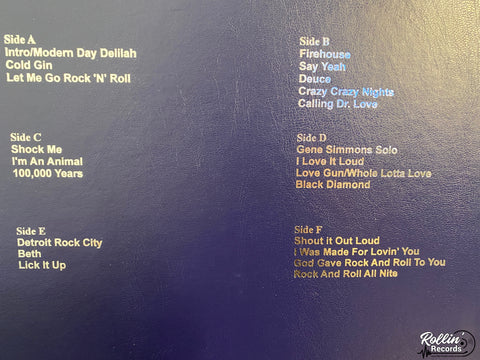 Side A
Intro/Modern Day Delilah
Cold Gin
Let Me Go Rock 'N' Roll
Side B
Firehouse
Say Yeah
Deuce
Crazy Crazy Nights
Calling Dr. Love
Side C
Shock Me
I'm An Animal
100,000 Years
Side D
Gene Simmons Solo
I Love It Loud
Love Gun/Whole Lotta Love
Black Diamond
Side E
Detroit Rock City
Beth
Lick It Up
Side F
Shout it Out Loud
I Was Made For Lovin' You
God Gave Rock And Roll To You
Rock And Roll All Nite
Rollin'
Records